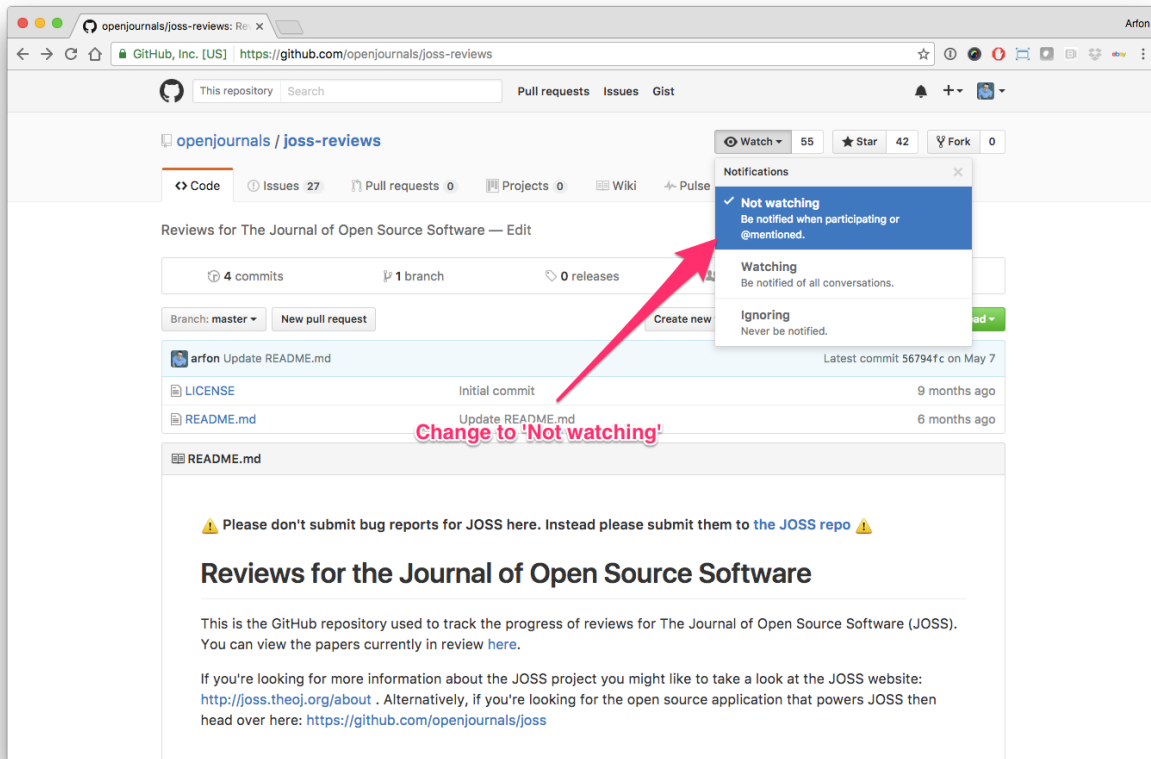 openjournals/joss-reviews: Re
Arfon
GitHub, Inc. [US] https://github.com/openjournals/joss-reviews
This repository Search Pull requests Issues Gist
openjournals / joss-reviews
Watch 55 Star 42 Fork 0
Code Issues 27 Pull requests 0 Projects 0 Wiki Pulse
Notifications
Not watching
Be notified when participating or
@mentioned.
Watching
Be notified of all conversations.
Ignoring
Never be notified.
Reviews for The Journal of Open Source Software — Edit
4 commits 1 branch 0 releases
Branch: master New pull request Create new
arfon Update README.md Latest commit 56794fc on May 7
LICENSE Initial commit 9 months ago
README.md Update README.md 6 months ago
Change to 'Not watching'
README.md
Please don't submit bug reports for JOSS here. Instead please submit them to the JOSS repo
Reviews for the Journal of Open Source Software
This is the GitHub repository used to track the progress of reviews for The Journal of Open Source Software (JOSS).
You can view the papers currently in review here.
If you're looking for more information about the JOSS project you might like to take a look at the JOSS website:
http://joss.theoj.org/about . Alternatively, if you're looking for the open source application that powers JOSS then
head over here: https://github.com/openjournals/joss